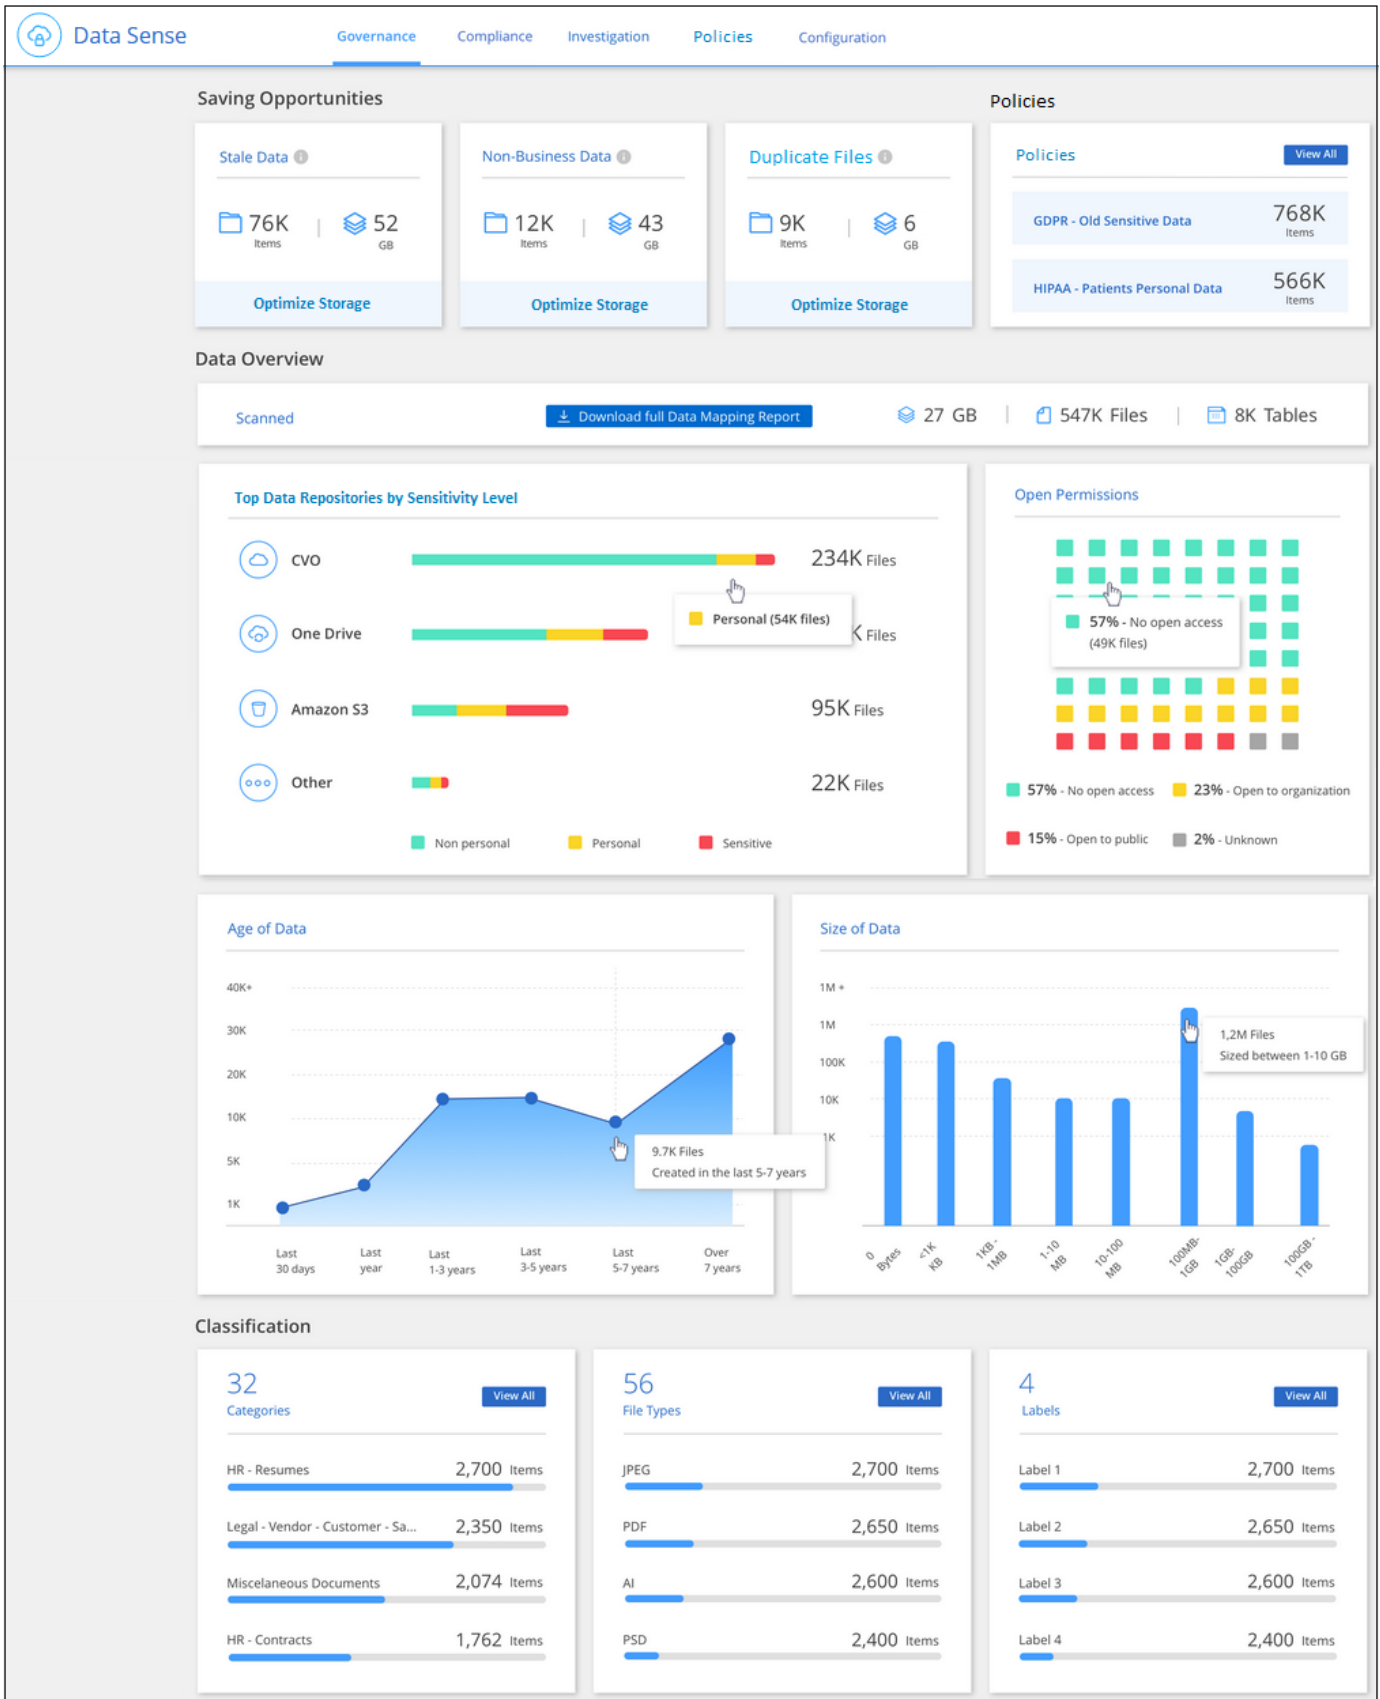 Data Sense
Governance Compliance Investigation Policies Configuration
Saving Opportunities
Policies
Stale Data i
76K Items | 52 GB
Optimize Storage
Non-Business Data i
12K Items | 43 GB
Optimize Storage
Duplicate Files i
9K Items | 6 GB
Optimize Storage
Policies View All
GDPR - Old Sensitive Data 768K Items
HIPAA - Patients Personal Data 566K Items
Data Overview
Scanned Download full Data Mapping Report 27 GB | 547K Files | 8K Tables
Top Data Repositories by Sensitivity Level
CVO 234K Files
Personal (54K files)
One Drive K Files
Amazon S3 95K Files
Other 22K Files
Non personal Personal Sensitive
Open Permissions
57% - No open access
(49K files)
57% - No open access 23% - Open to organization
15% - Open to public 2% - Unknown
Age of Data
40K+
30K
20K
10K
5K
1K
9.7K Files
Created in the last 5-7 years
Last 30 days
Last year
Last 1-3 years
Last 3-5 years
Last 5-7 years
Over 7 years
Size of Data
1M +
1M
100K
10K
1K
1,2M Files
Sized between 1-10 GB
0 Bytes
<1K KB
1KB - 1MB
1-10 MB
10-100 MB
100MB- 1GB
1GB- 100GB
100GB - 1TB
Classification
32
Categories View All
HR - Resumes 2,700 Items
Legal - Vendor - Customer - Sa... 2,350 Items
Miscelaneous Documents 2,074 Items
HR - Contracts 1,762 Items
56
File Types View All
JPEG 2,700 Items
PDF 2,650 Items
AI 2,600 Items
PSD 2,400 Items
4
Labels View All
Label 1 2,700 Items
Label 2 2,650 Items
Label 3 2,600 Items
Label 4 2,400 Items